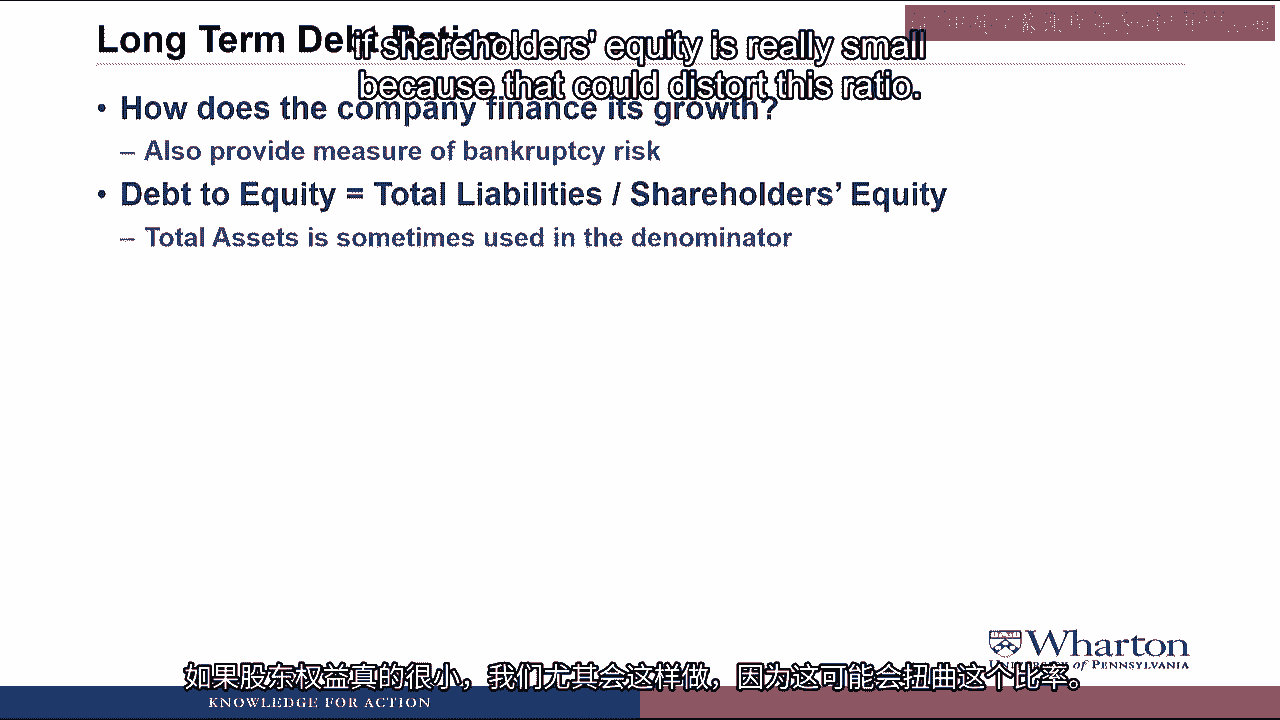 Long Term Debt Ratios
if shareholders' equity is really small
because that could distort this ratio.
• How does the company finance its growth?
– Also provide measure of bankruptcy risk
• Debt to Equity = Total Liabilities / Shareholders' Equity
– Total Assets is sometimes used in the denominator
Wharton
UNIVERSITY of PENNSYLVANIA
如果股东权益真的很小，我们尤其会这样做，因为这可能会扭曲这个比率。
KNOWLEDGE FOR ACTION